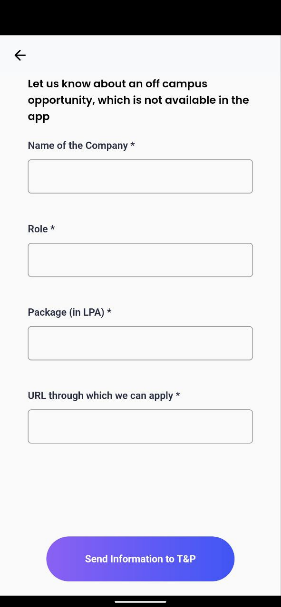 Let us know about an off campus
opportunity, which is not available in the
app
Name of the Company *
Role *
Package (in LPA) *
URL through which we can apply *
Send Information to T&P